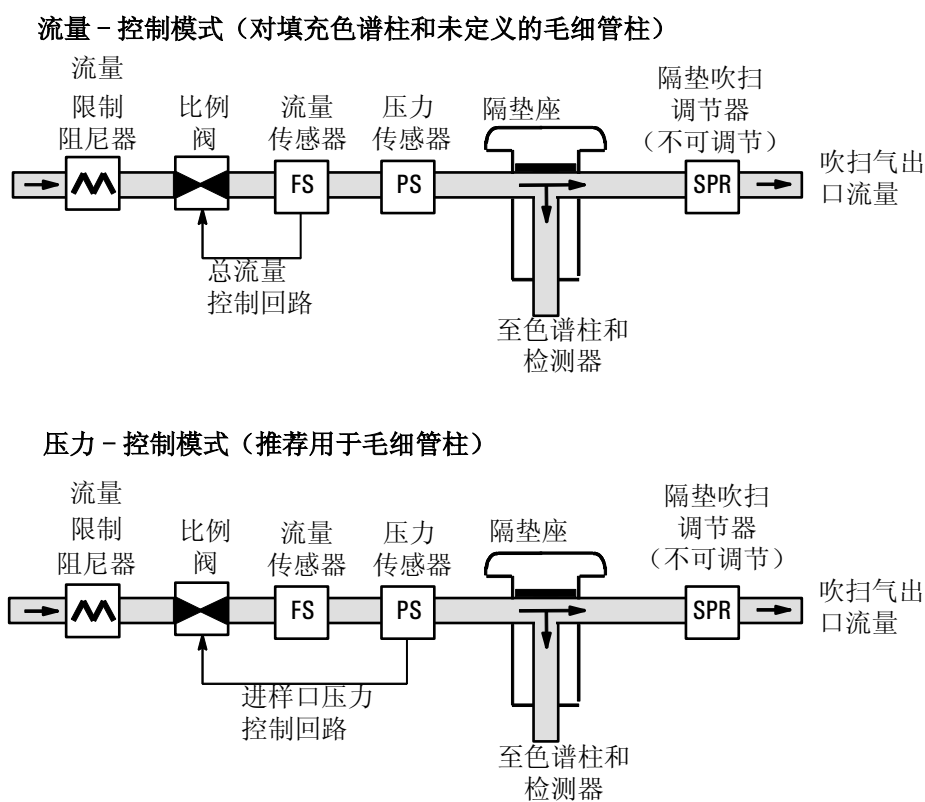 流量－控制模式（对填充色谱柱和未定义的毛细管柱）
流量
限制
阻尼器
比例
阀
流量
传感器
压力
传感器
隔垫座
隔垫吹扫
调节器
（不可调节）
FS
PS
SPR
吹扫气出
口流量
总流量
控制回路
至色谱柱和
检测器
压力－控制模式（推荐用于毛细管柱）
流量
限制
阻尼器
比例
阀
流量
传感器
压力
传感器
隔垫座
隔垫吹扫
调节器
（不可调节）
FS
PS
SPR
吹扫气出
口流量
进样口压力
控制回路
至色谱柱和
检测器